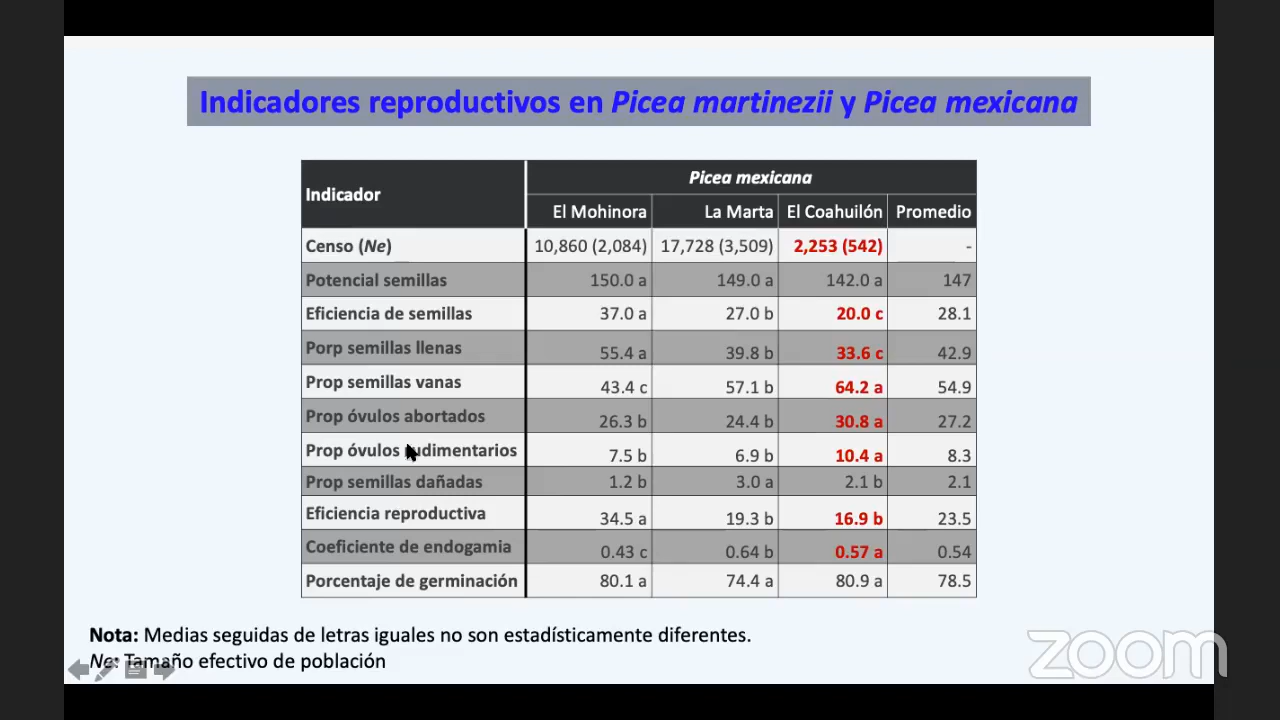 Indicadores reproductivos en Picea martinezii y Picea mexicana
Indicador Picea mexicana
El Mohinora La Marta El Coahuilón Promedio
Censo (Ne) 10,860 (2,084) 17,728 (3,509) 2,253 (542) -
Potencial semillas 150.0 a 149.0 a 142.0 a 147
Eficiencia de semillas 37.0 a 27.0 b 20.0 c 28.1
Porp semillas llenas 55.4 a 39.8 b 33.6 c 42.9
Prop semillas vanas 43.4 c 57.1 b 64.2 a 54.9
Prop óvulos abortados 26.3 b 24.4 b 30.8 a 27.2
Prop óvulos rudimentarios 7.5 b 6.9 b 10.4 a 8.3
Prop semillas dañadas 1.2 b 3.0 a 2.1 b 2.1
Eficiencia reproductiva 34.5 a 19.3 b 16.9 b 23.5
Coeficiente de endogamia 0.43 c 0.64 b 0.57 a 0.54
Porcentaje de germinación 80.1 a 74.4 a 80.9 a 78.5
Nota: Medias seguidas de letras iguales no son estadísticamente diferentes.
Ne: Tamaño efectivo de población
zoom